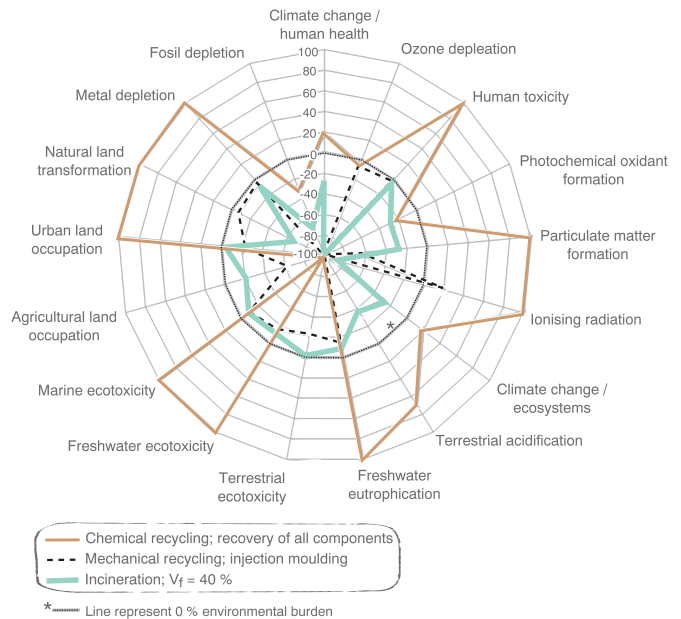 Climate change /
human health
Fosil depletion
Ozone depleation
Metal depletion
Human toxicity
Natural land
transformation
Photochemical oxidant
formation
Urban land
occupation
Particulate matter
formation
Agricultural land
occupation
Ionising radiation
Marine ecotoxicity
Climate change /
ecosystems
Freshwater ecotoxicity
Terrestrial acidification
Terrestrial
ecotoxicity
Freshwater
eutrophication
100
80
60
40
20
0
-20
-40
-60
-80
-100
*
Chemical recycling; recovery of all components
Mechanical recycling; injection moulding
Incineration; Vf = 40 %
* Line represent 0 % environmental burden